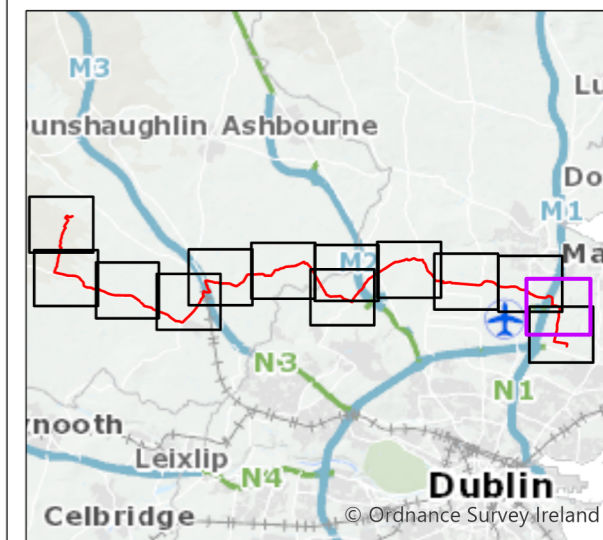 M3
Lu
unshaughlin Ashbourne
Do
M1
M2
Ma
N3
N1
ynooth
Leixlip
N4
Dublin
Celbridge
© Ordnance Survey Ireland